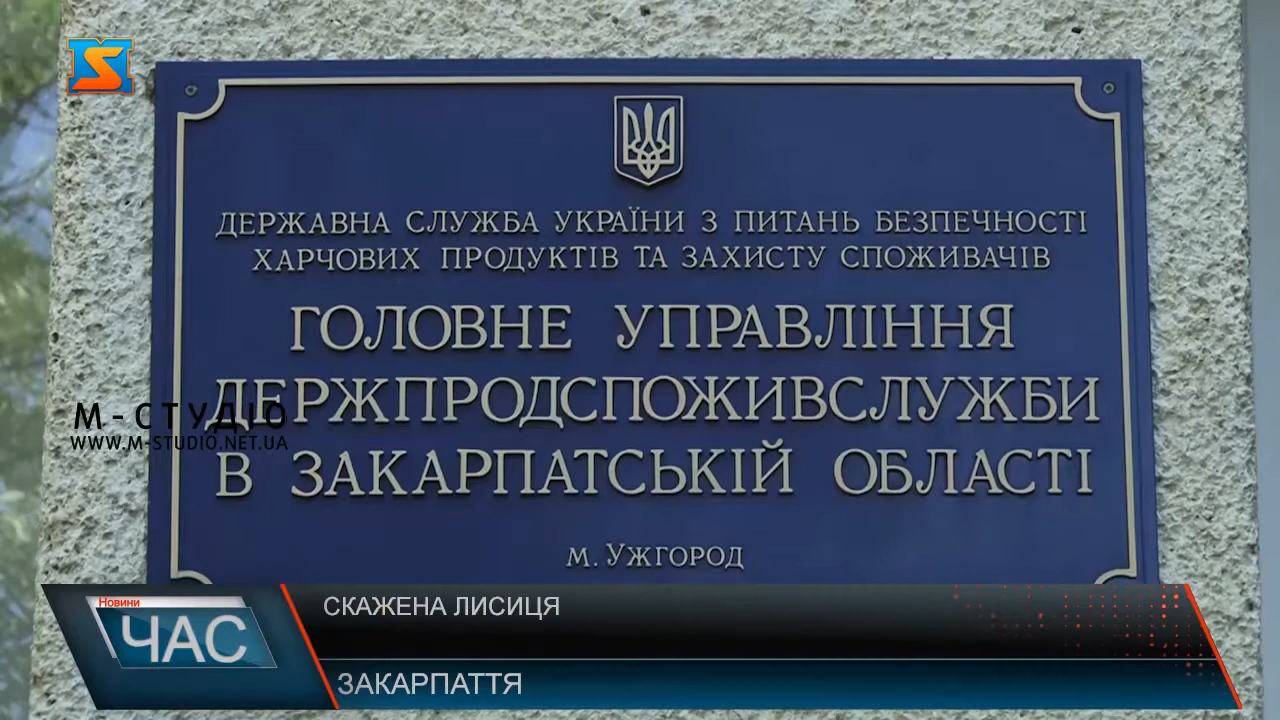 ДЕРЖАВНА СЛУЖБА УКРАЇНИ З ПИТАНЬ БЕЗПЕЧНОСТІ
ХАРЧОВИХ ПРОДУКТІВ ТА ЗАХИСТУ СПОЖИВАЧІВ
ГОЛОВНЕ УПРАВЛІННЯ
ДЕРЖПРОДСПОЖИВСЛУЖБИ
В ЗАКАРПАТСЬКІЙ ОБЛАСТІ
м. Ужгород
М-СТУДІО
WWW.M-STUDIO.NET.UA
Новини
ЧАС
СКАЖЕНА ЛИСИЦЯ
ЗАКАРПАТТЯ